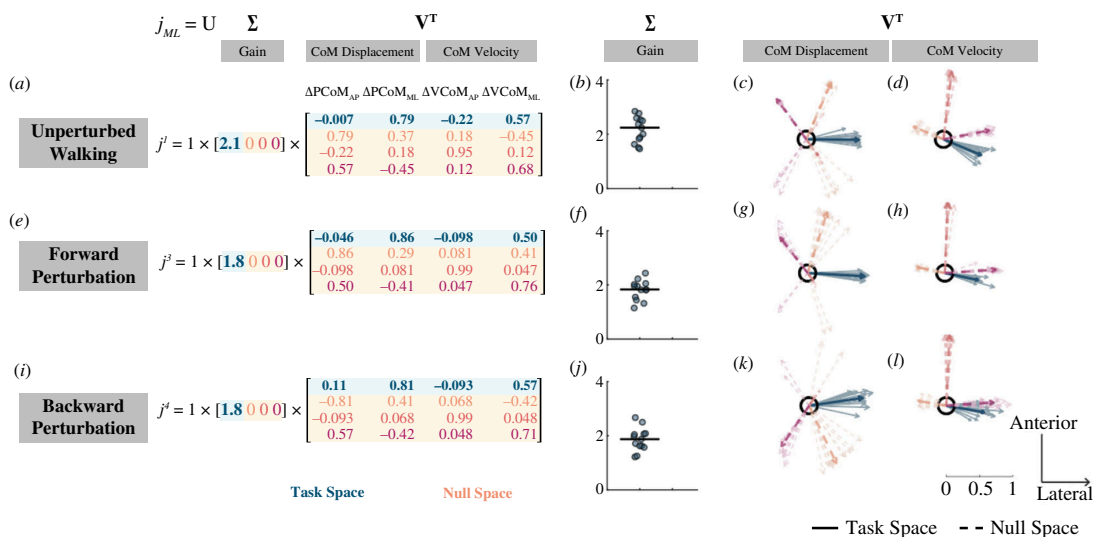 j_ML = U Σ V^T Σ V^T
Gain CoM Displacement CoM Velocity Gain CoM Displacement CoM Velocity
(a) ΔPCoM_AP ΔPCoM_ML ΔVCoM_AP ΔVCoM_ML (b) (c) (d)
Unperturbed
Walking
j^1 = 1 × [2.1 0 0 0] ×
−0.007 0.79 −0.22 0.57
0.79 0.37 0.18 −0.45
−0.22 0.18 0.95 0.12
0.57 −0.45 0.12 0.68
4
2
0
(e) (f) (g) (h)
Forward
Perturbation
j^3 = 1 × [1.8 0 0 0] ×
−0.046 0.86 −0.098 0.50
0.86 0.29 0.081 0.41
−0.098 0.081 0.99 0.047
0.50 −0.41 0.047 0.76
4
2
0
(i) (j) (k) (l)
Backward
Perturbation
j^4 = 1 × [1.8 0 0 0] ×
0.11 0.81 −0.093 0.57
−0.81 0.41 0.068 −0.42
−0.093 0.068 0.99 0.048
0.57 −0.42 0.048 0.71
4
2
0
Anterior
Lateral
0 0.5 1
Task Space Null Space
Task Space Null Space